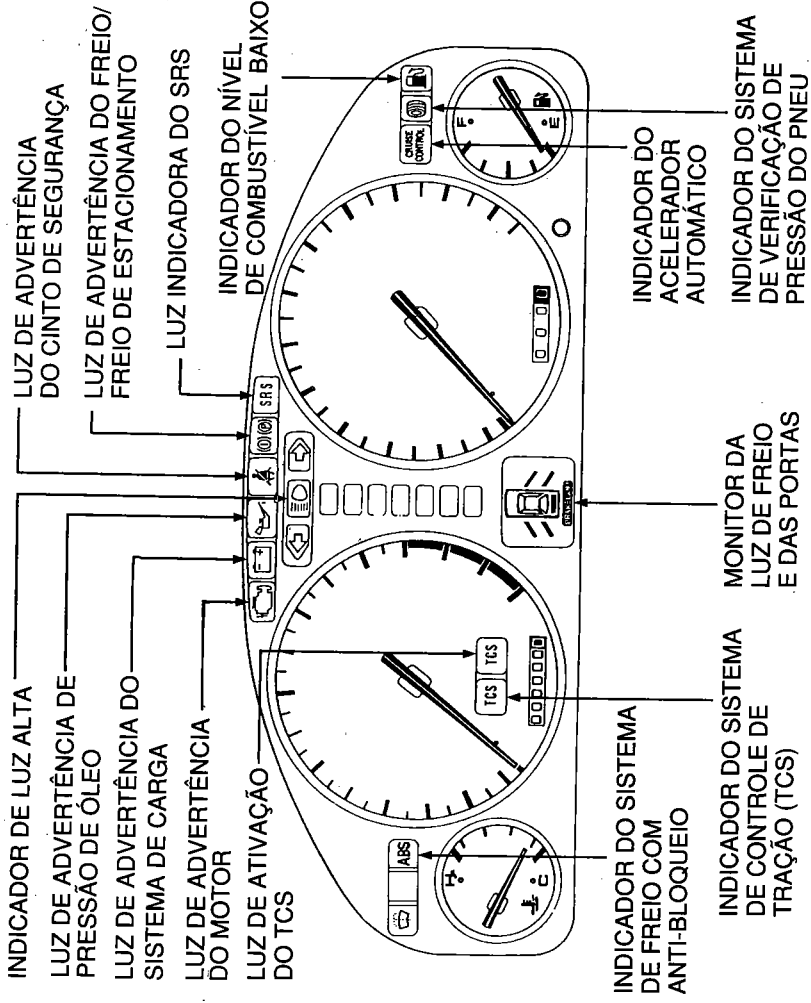 INDICADOR DE LUZ ALTA
LUZ DE ADVERTÊNCIA DE
PRESSÃO DE ÓLEO
LUZ DE ADVERTÊNCIA DO
SISTEMA DE CARGA
LUZ DE ADVERTÊNCIA
DO MOTOR
LUZ DE ATIVAÇÃO
DO TCS
LUZ DE ADVERTÊNCIA
DO CINTO DE SEGURANÇA
LUZ DE ADVERTÊNCIA DO FREIO/
FREIO DE ESTACIONAMENTO
LUZ INDICADORA DO SRS
INDICADOR DO NÍVEL
DE COMBUSTÍVEL BAIXO
SRS
ABS
H
C
TCS
TCS
CRUISE
CONTROL
F
E
INDICADOR DO SISTEMA
DE FREIO COM
ANTI-BLOQUEIO
INDICADOR DO SISTEMA
DE CONTROLE DE
TRAÇÃO (TCS)
MONITOR DA
LUZ DE FREIO
E DAS PORTAS
INDICADOR DO
ACELERADOR
AUTOMÁTICO
INDICADOR DO SISTEMA
DE VERIFICAÇÃO DE
PRESSÃO DO PNEU